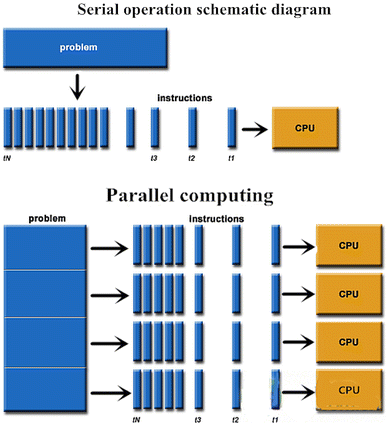 Serial operation schematic diagram
problem
instructions
CPU
tN t3 t2 t1
Parallel computing
problem
instructions
CPU
CPU
CPU
CPU
tN t3 t2 t1